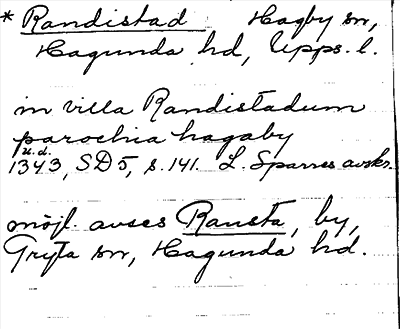 * Randistad Hagby sn,
Hagunda hd, Upps. l.
in villa Randistadum
parochia hagaby
u.d.
1343, SD 5, s. 141. L. Sparres avskr.
möjl. avses Ransta, by,
Gryta sn, Hagunda hd.